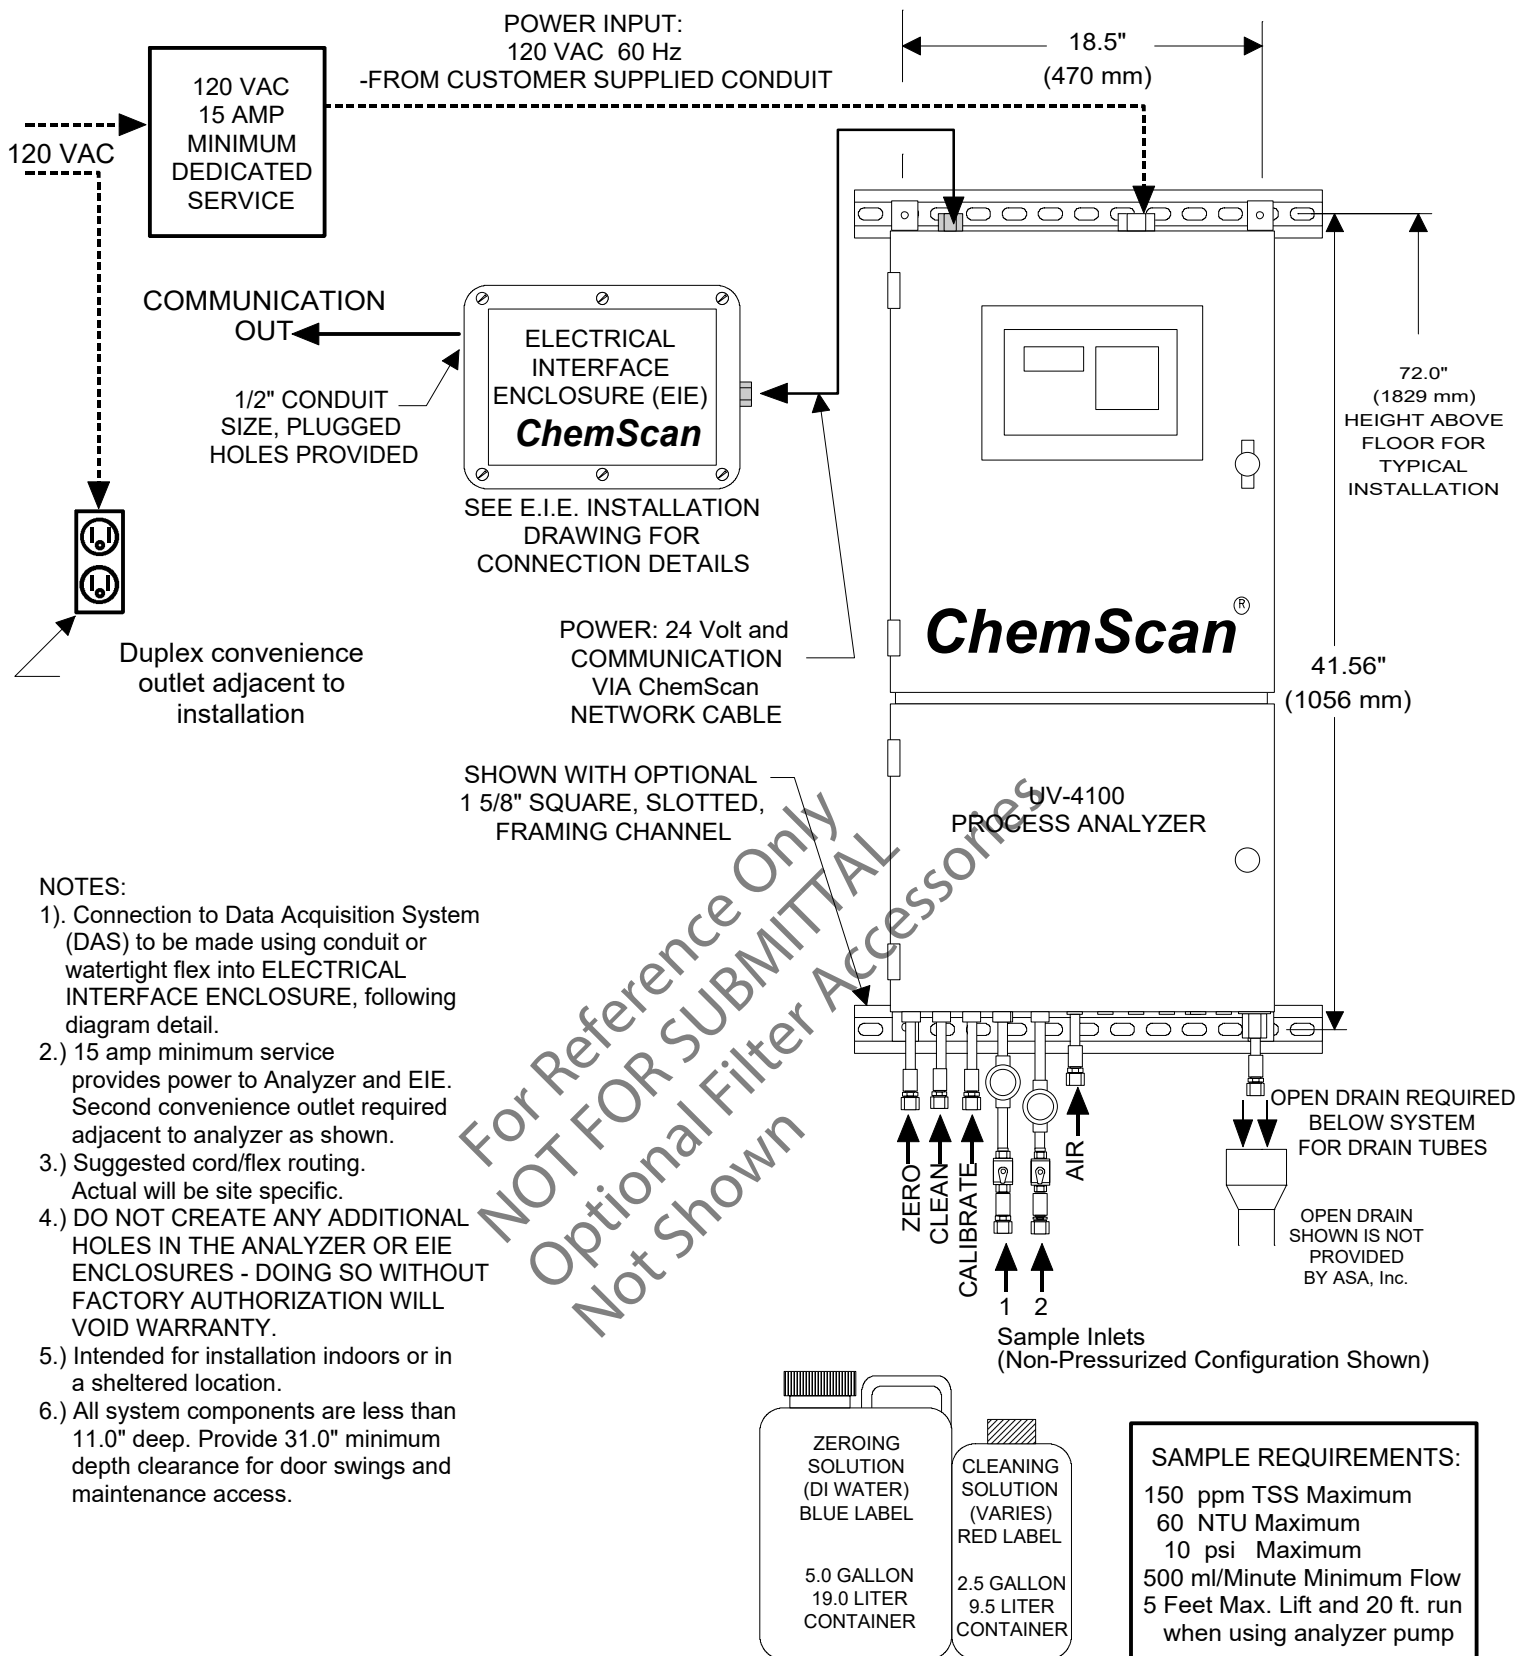 POWER INPUT:
120 VAC  60 Hz
-FROM CUSTOMER SUPPLIED CONDUIT
18.5"
(470 mm)
120 VAC
15 AMP
MINIMUM
DEDICATED
SERVICE
120 VAC
COMMUNICATION
OUT
ELECTRICAL
INTERFACE
ENCLOSURE (EIE)
ChemScan
1/2" CONDUIT
SIZE, PLUGGED
HOLES PROVIDED
SEE E.I.E. INSTALLATION
DRAWING FOR
CONNECTION DETAILS
72.0"
(1829 mm)
HEIGHT ABOVE
FLOOR FOR
TYPICAL
INSTALLATION
Duplex convenience
outlet adjacent to
installation
POWER: 24 Volt and
COMMUNICATION
VIA ChemScan
NETWORK CABLE
ChemScan®
41.56"
(1056 mm)
SHOWN WITH OPTIONAL
1 5/8" SQUARE, SLOTTED,
FRAMING CHANNEL
UV-4100
PROCESS ANALYZER
For Reference Only
NOT FOR SUBMITTAL
Optional Filter Accessories
Not Shown
NOTES:
1). Connection to Data Acquisition System
(DAS) to be made using conduit or
watertight flex into ELECTRICAL
INTERFACE ENCLOSURE, following
diagram detail.
2.) 15 amp minimum service
provides power to Analyzer and EIE.
Second convenience outlet required
adjacent to analyzer as shown.
3.) Suggested cord/flex routing.
Actual will be site specific.
4.) DO NOT CREATE ANY ADDITIONAL
HOLES IN THE ANALYZER OR EIE
ENCLOSURES - DOING SO WITHOUT
FACTORY AUTHORIZATION WILL
VOID WARRANTY.
5.) Intended for installation indoors or in
a sheltered location.
6.) All system components are less than
11.0" deep. Provide 31.0" minimum
depth clearance for door swings and
maintenance access.
ZERO
CLEAN
CALIBRATE
AIR
1
2
Sample Inlets
(Non-Pressurized Configuration Shown)
OPEN DRAIN REQUIRED
BELOW SYSTEM
FOR DRAIN TUBES
OPEN DRAIN
SHOWN IS NOT
PROVIDED
BY ASA, Inc.
ZEROING
SOLUTION
(DI WATER)
BLUE LABEL
5.0 GALLON
19.0 LITER
CONTAINER
CLEANING
SOLUTION
(VARIES)
RED LABEL
2.5 GALLON
9.5 LITER
CONTAINER
SAMPLE REQUIREMENTS:
150  ppm TSS Maximum
60  NTU Maximum
10  psi   Maximum
500 ml/Minute Minimum Flow
5 Feet Max. Lift and 20 ft. run
when using analyzer pump